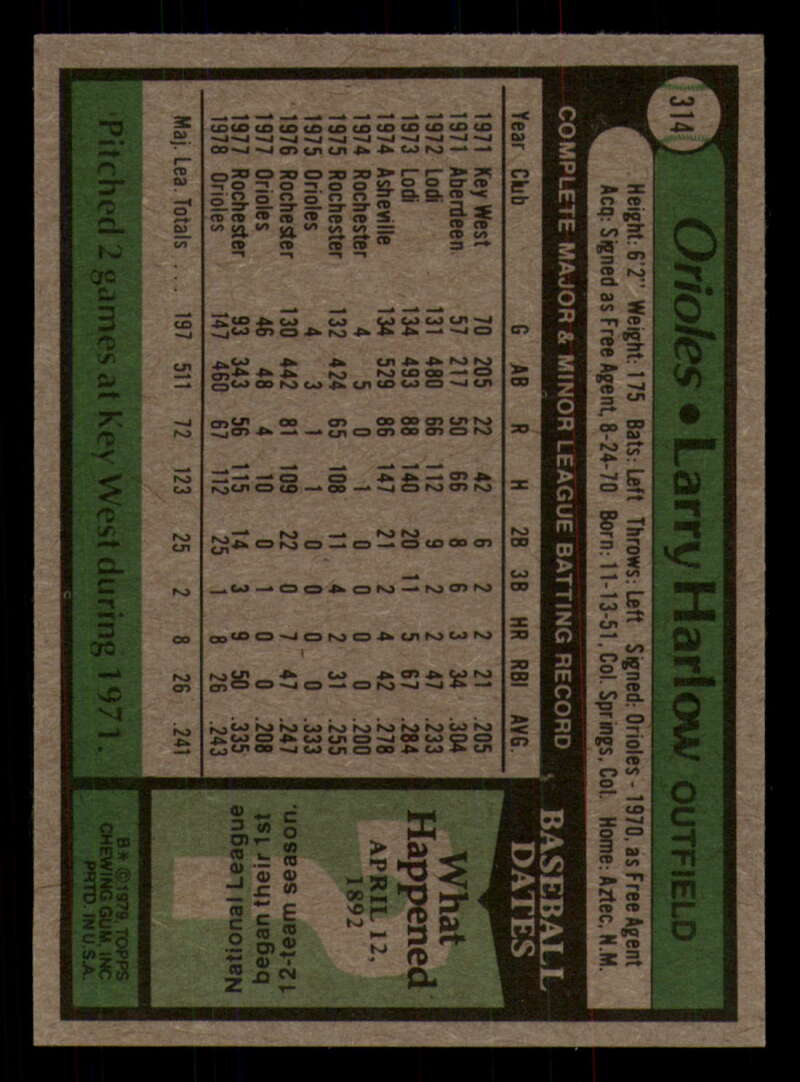 314
Orioles • Larry Harlow OUTFIELD
Height: 6'2" Weight: 175 Bats: Left Throws: Left Signed: Orioles - 1970, as Free Agent
Acq: Signed as Free Agent, 8-24-70 Born: 11-13-51, Col. Springs, Col. Home: Aztec, N.M.
COMPLETE MAJOR & MINOR LEAGUE BATTING RECORD
Year Club G AB R H 2B 3B HR RBI AVG.
1971 Key West 70 205 22 42 6 2 2 21 .205
1971 Aberdeen 57 217 50 66 8 6 3 34 .304
1972 Lodi 131 480 66 112 9 2 2 47 .233
1973 Lodi 134 493 88 140 20 11 5 67 .284
1974 Asheville 134 529 86 147 21 2 4 42 .278
1974 Rochester 4 5 0 1 0 0 0 0 .200
1975 Rochester 132 424 65 108 11 4 2 31 .255
1975 Orioles 4 3 1 1 0 0 0 0 .333
1976 Rochester 130 442 81 109 22 0 7 47 .247
1977 Orioles 46 48 4 10 0 1 0 0 .208
1977 Rochester 93 343 56 115 14 3 9 50 .335
1978 Orioles 147 460 67 112 25 1 8 26 .243
Maj. Lea. Totals . . . 197 511 72 123 25 2 8 26 .241
Pitched 2 games at Key West during 1971.
BASEBALL
DATES
What
Happened
APRIL 12,
1892
National League
began their 1st
12-team season.
B* © 1979, TOPPS
CHEWING GUM, INC
PRTD. IN U.S.A.